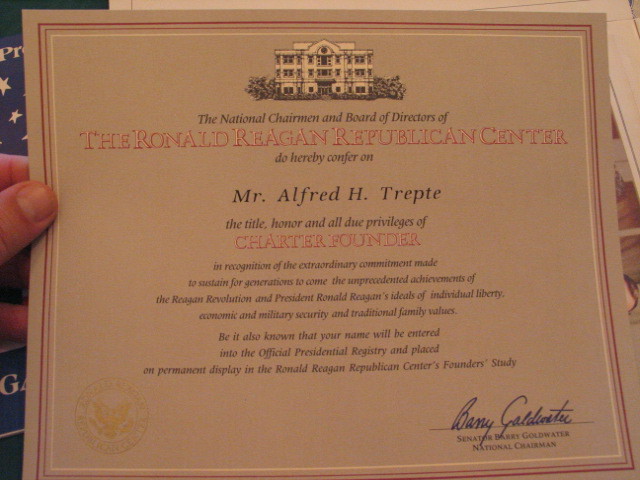 The National Chairmen and Board of Directors of
THE RONALD REAGAN REPUBLICAN CENTER
do hereby confer on
Mr. Alfred H. Trepte
the title, honor and all due privileges of
CHARTER FOUNDER
in recognition of the extraordinary commitment made
to sustain for generations to come the unprecedented achievements of
the Reagan Revolution and President Ronald Reagan's ideals of individual liberty,
economic and military security and traditional family values.
Be it also known that your name will be entered
into the Official Presidential Registry and placed
on permanent display in the Ronald Reagan Republican Center's Founders' Study
Barry Goldwater
SENATOR BARRY GOLDWATER
NATIONAL CHAIRMAN